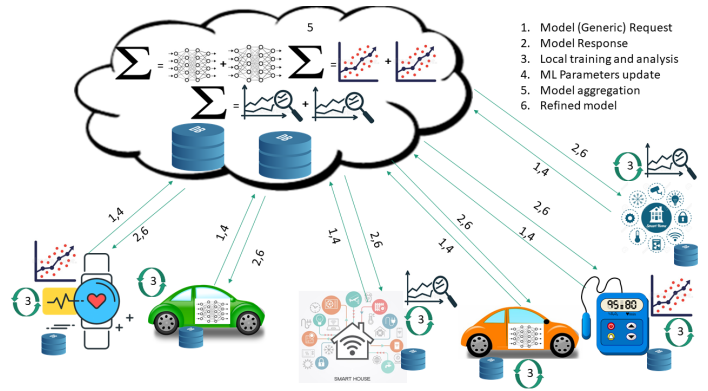 5
1. Model (Generic) Request
2. Model Response
3. Local training and analysis
4. ML Parameters update
5. Model aggregation
6. Refined model
∑ = + ∑ = +
∑ = +
2,6
1,4
3
Smart Home
1,4
2,6
1,4
2,6
1,4
2,6
2,6
1,4
2,6
1,4
3
+ +
3
3
SMART HOUSE
3
95 80
3